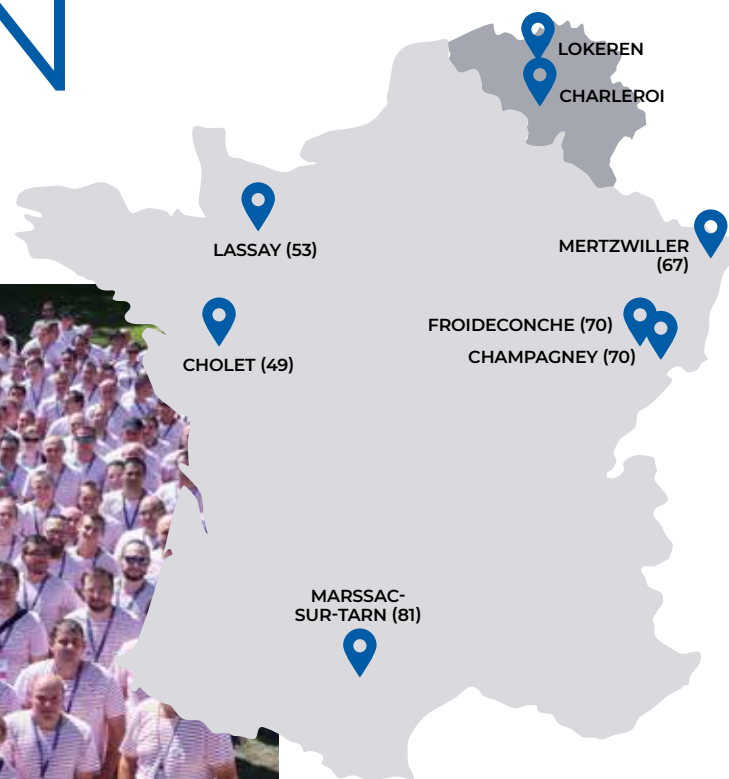 N
LOKEREN
CHARLEROI
LASSAY (53)
MERTZWILLER
(67)
FROIDECONCHE (70)
CHAMPAGNEY (70)
CHOLET (49)
MARSSAC-
SUR-TARN (81)